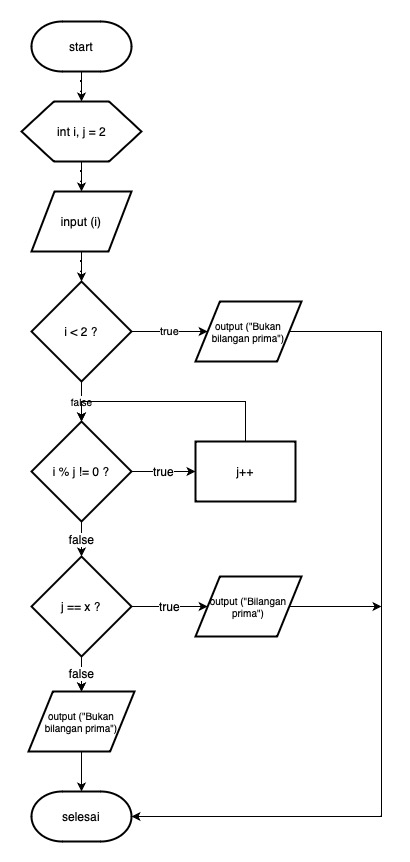 start
int i, j = 2
input (i)
i < 2 ?
true
output ("Bukan
bilangan prima")
false
i % j != 0 ?
true
j++
false
j == x ?
true
output ("Bilangan
prima")
false
output ("Bukan
bilangan prima")
selesai